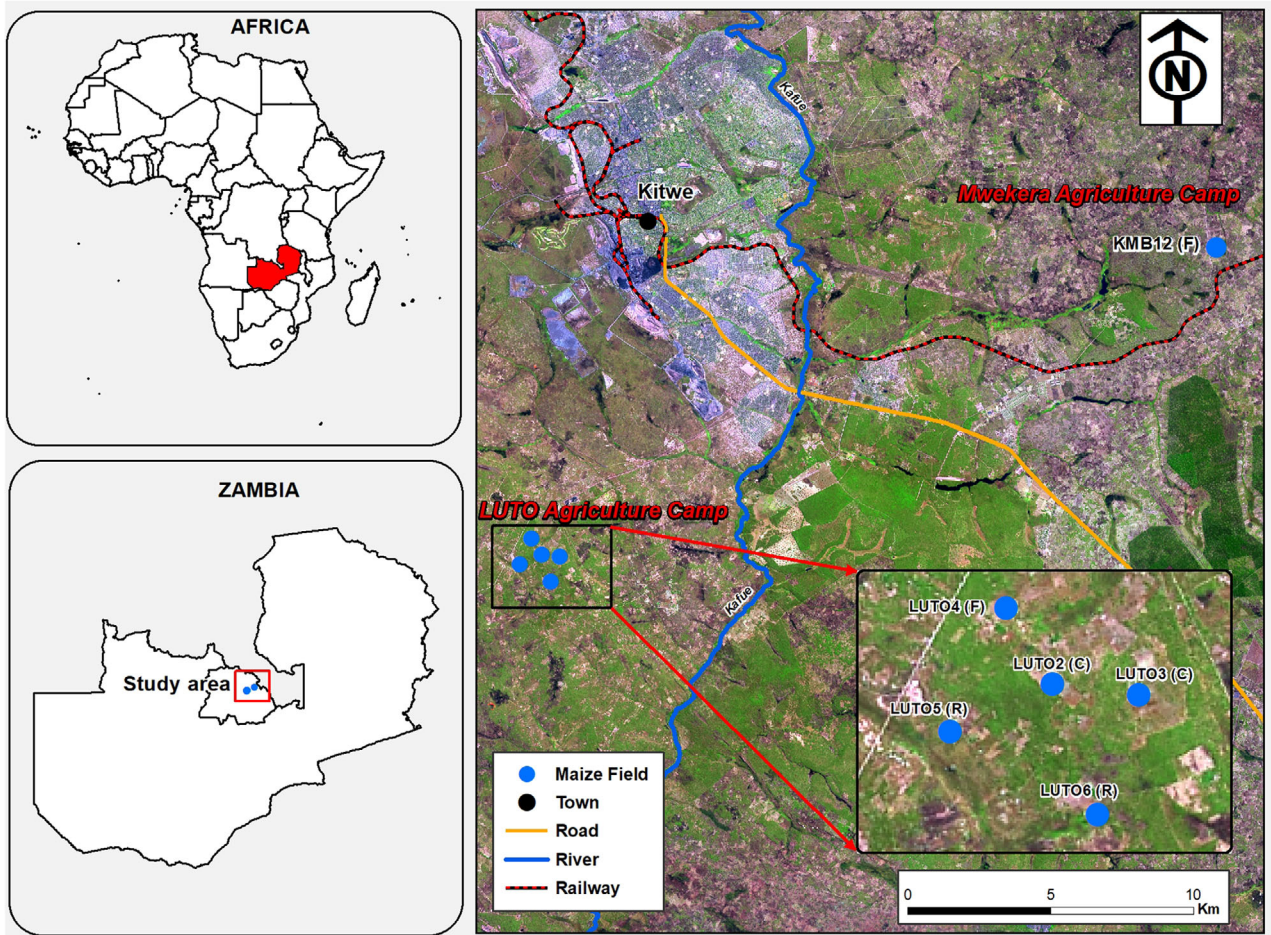 AFRICA
ZAMBIA
Study area
N
Kafue
Kitwe
Mwekera Agriculture Camp
KMB12 (F)
LUTO Agriculture Camp
Kafue
LUTO4 (F)
LUTO2 (C)
LUTO3 (C)
LUTO5 (R)
LUTO6 (R)
Maize Field
Town
Road
River
Railway
0 5 10
Km